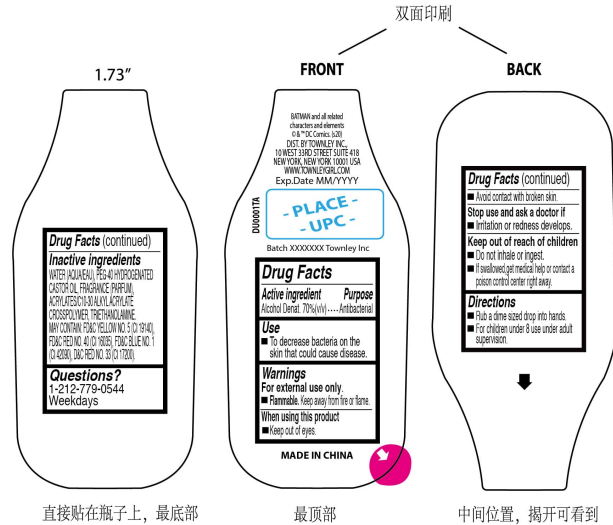 双面印刷
1.73”
FRONT
BACK
Drug Facts (continued)
Inactive ingredients
WATER (AQUA/EAU), PEG-40 HYDROGENATED
CASTOR OIL, FRAGRANCE (PARFUM),
ACRYLATES/C10-30 ALKYL ACRYLATE
CROSSPOLYMER, TRIETHANOLAMINE.
MAY CONTAIN: FD&C YELLOW NO. 5 (CI 19140),
FD&C RED NO. 40 (CI 16035), FD&C BLUE NO. 1
(CI 42090), D&C RED NO. 33 (CI 17200).
Questions?
1-212-779-0544
Weekdays
直接贴在瓶子上，最底部
BATMAN and all related
characters and elements
© & ™ DC Comics. (s20)
DIST. BY TOWNLEY INC.,
10 WEST 33RD STREET SUITE 418
NEW YORK, NEW YORK 10001 USA
WWW.TOWNLEYGIRL.COM
Exp.Date MM/YYYY
DU0001TA
- PLACE -
- UPC -
Batch XXXXXXX Townley Inc
Drug Facts
Active ingredient Purpose
Alcohol Denat. 70%(v/v) .... Antibacterial
Use
■ To decrease bacteria on the
skin that could cause disease.
Warnings
For external use only.
■ Flammable. Keep away from fire or flame.
When using this product
■ Keep out of eyes.
MADE IN CHINA
最顶部
Drug Facts (continued)
■ Avoid contact with broken skin.
Stop use and ask a doctor if
■ Irritation or redness develops.
Keep out of reach of children
■ Do not inhale or ingest.
■ If swallowed,get medical help or contact a
poison control center right away.
Directions
■ Rub a dime sized drop into hands.
■ For children under 8 use under adult
supervision.
中间位置，揭开可看到